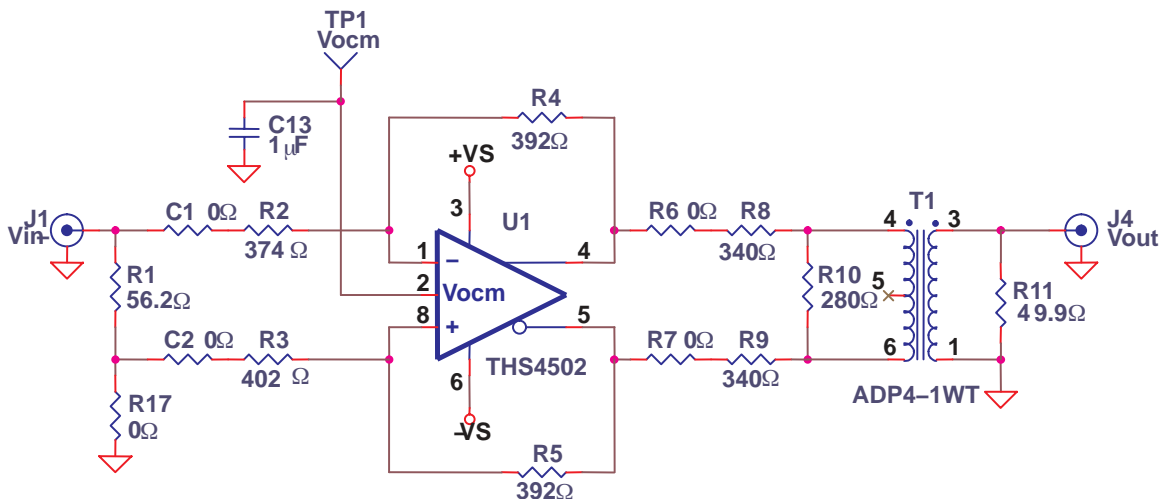 TP1
Vocm
C13
1 μF
R4
392Ω
+VS
3
U1
J1
Vin-
C1 0Ω
R2
374 Ω
R1
56.2Ω
1
2
8
−
Vocm
+
4
5
THS4502
6
-VS
C2 0Ω
R3
402 Ω
R17
0Ω
R5
392Ω
R6 0Ω
R8
340Ω
R7 0Ω
R9
340Ω
R10
280Ω
T1
4
3
5
6
1
ADP4–1WT
R11
49.9Ω
J4
Vout